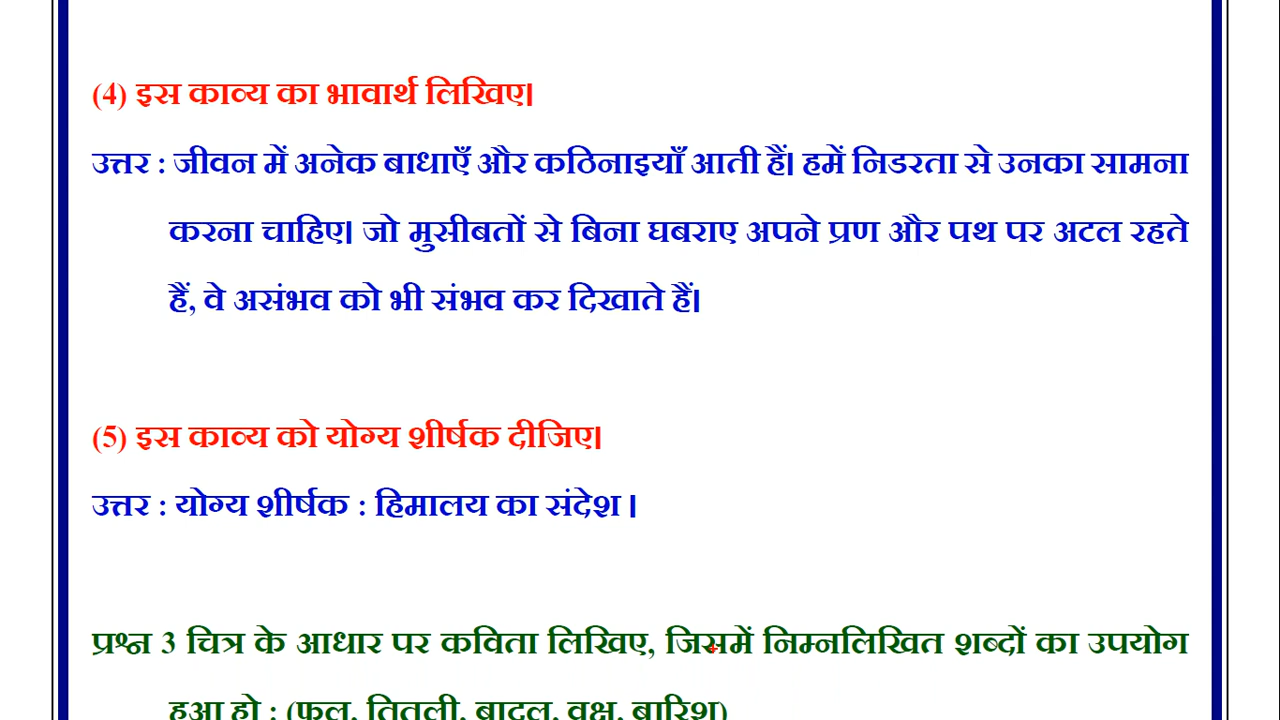 (4) इस काव्य का भावार्थ लिखिए।
उत्तर : जीवन में अनेक बाधाएँ और कठिनाइयाँ आती हैं। हमें निडरता से उनका सामना
करना चाहिए। जो मुसीबतों से बिना घबराए अपने प्रण और पथ पर अटल रहते
हैं, वे असंभव को भी संभव कर दिखाते हैं।
(5) इस काव्य को योग्य शीर्षक दीजिए।
उत्तर : योग्य शीर्षक : हिमालय का संदेश ।
प्रश्न 3 चित्र के आधार पर कविता लिखिए, जिसमें निम्नलिखित शब्दों का उपयोग
हुआ हो : (फूल, तितली, बादल, वृक्ष, बारिश)